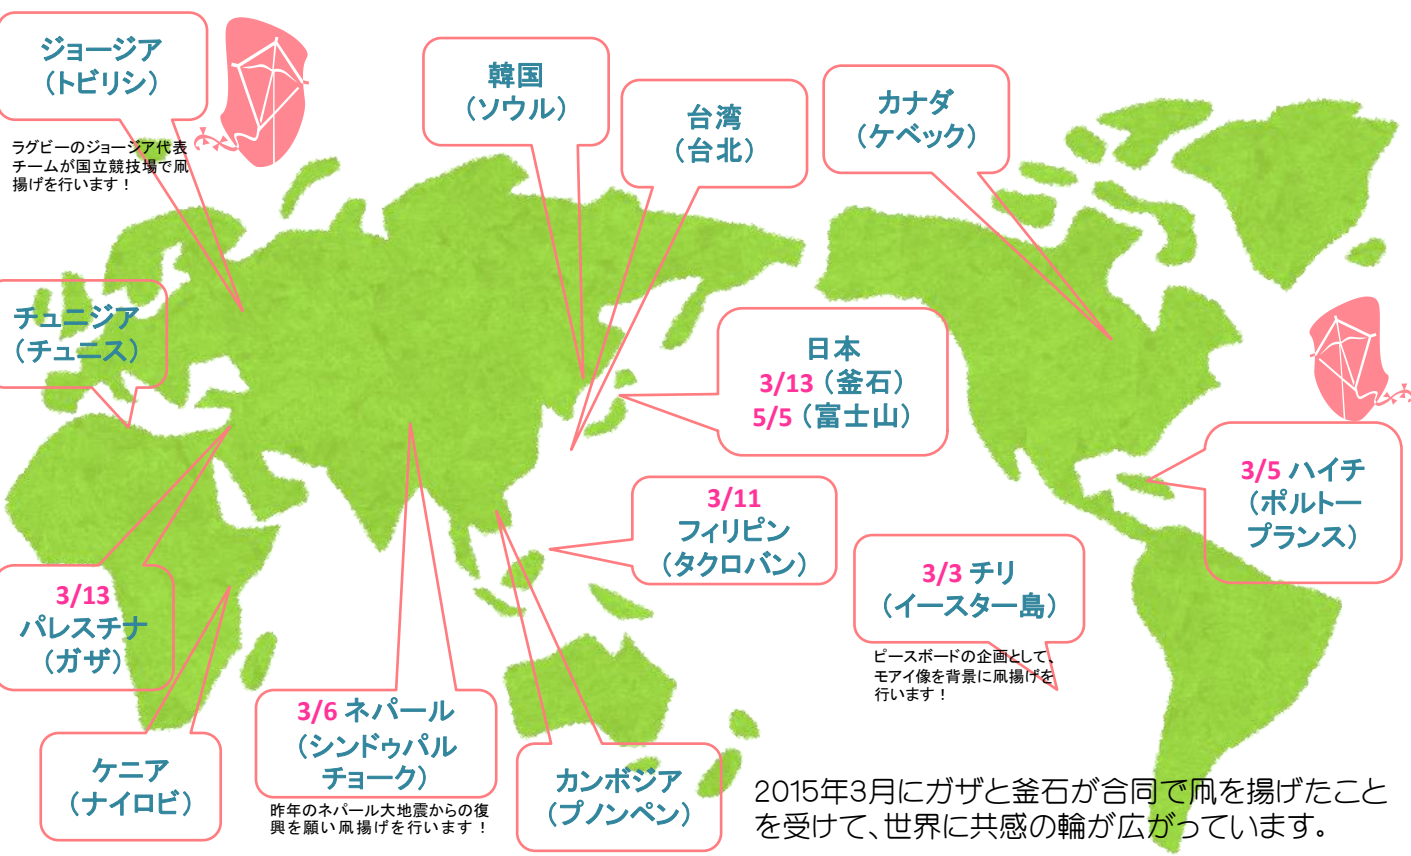 ジョージア
（トビリシ）
ラグビーのジョージア代表
チームが国立競技場で凧
揚げを行います！
韓国
（ソウル）
台湾
（台北）
カナダ
（ケベック）
チュニジア
（チュニス）
日本
3/13（釜石）
5/5（富士山）
3/5 ハイチ
（ポルトー
プランス）
3/11
フィリピン
（タクロバン）
3/3 チリ
（イースター島）
ピースボードの企画として、
モアイ像を背景に凧揚げを
行います！
3/13
パレスチナ
（ガザ）
3/6 ネパール
（シンドゥパル
チョーク）
昨年のネパール大地震からの復
興を願い凧揚げを行います！
ケニア
（ナイロビ）
カンボジア
（プノンペン）
2015年3月にガザと釜石が合同で凧を揚げたこと
を受けて、世界に共感の輪が広がっています。